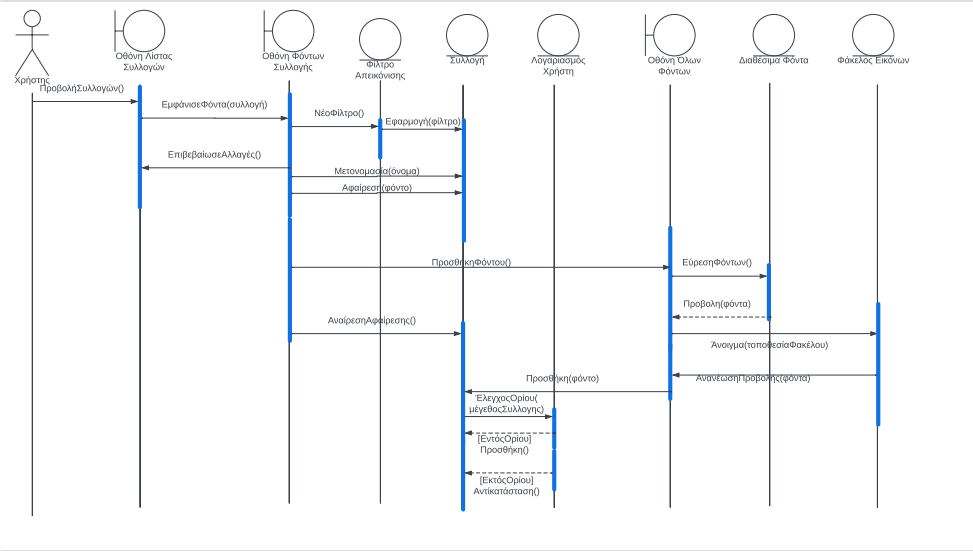 Χρήστης
Οθόνη Λίστας
Συλλογών
Οθόνη Φόντων
Συλλογής
Φίλτρο
Απεικόνισης
Συλλογή
Λογαριασμός
Χρήστη
Οθόνη Όλων
Φόντων
Διαθέσιμα Φόντα
Φάκελος Εικόνων
ΠροβολήΣυλλογών()
ΕμφάνισεΦόντα(συλλογή)
ΝέοΦίλτρο()
Εφαρμογή(φίλτρο)
ΕπιβεβαίωσεΑλλαγές()
Μετονομασία(όνομα)
Αφαίρεση(φόντο)
ΠροσθήκηΦόντου()
ΕύρεσηΦόντων()
Προβολη(φόντα)
ΑναίρεσηΑφαίρεσης()
Άνοιγμα(τοποθεσίαΦακέλου)
ΑνανέωσηΠροβολής(φόντα)
Προσθήκη(φόντο)
ΈλεγχοςΟρίου(
μέγεθοςΣυλλογης)
[ΕντόςΟρίου]
Προσθήκη()
[ΕκτόςΟρίου]
Αντικατάσταση()